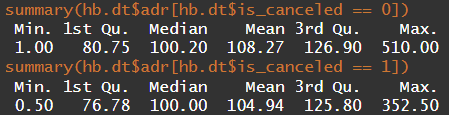 summary(hb.dt$adr[hb.dt$is_canceled == 0])
Min. 1st Qu. Median Mean 3rd Qu. Max.
1.00 80.75 100.20 108.27 126.90 510.00
summary(hb.dt$adr[hb.dt$is_canceled == 1])
Min. 1st Qu. Median Mean 3rd Qu. Max.
0.50 76.78 100.00 104.94 125.80 352.50